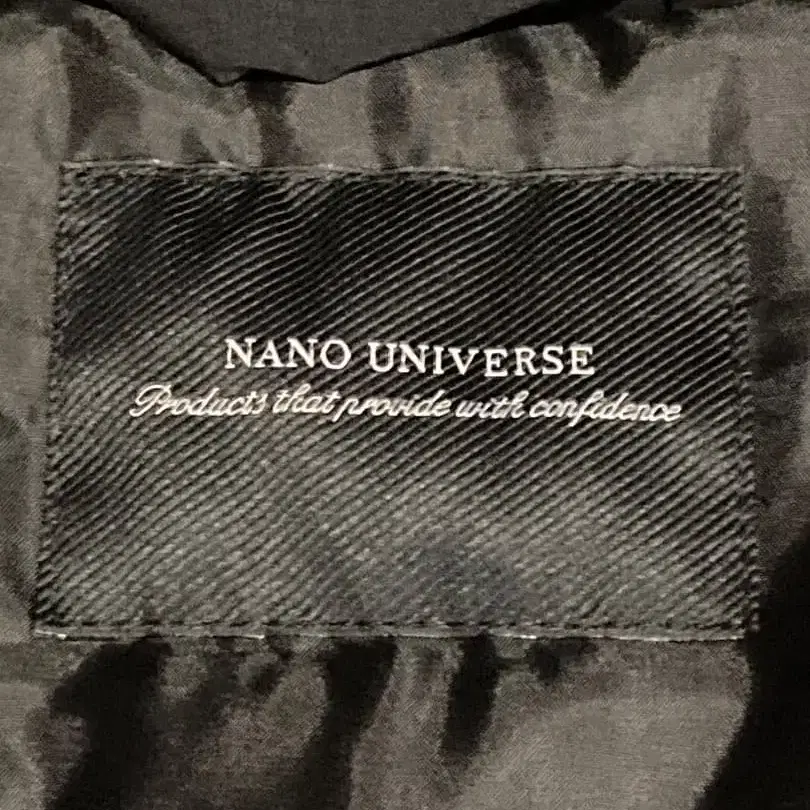 NANO UNIVERSE
Products that provide with confidence